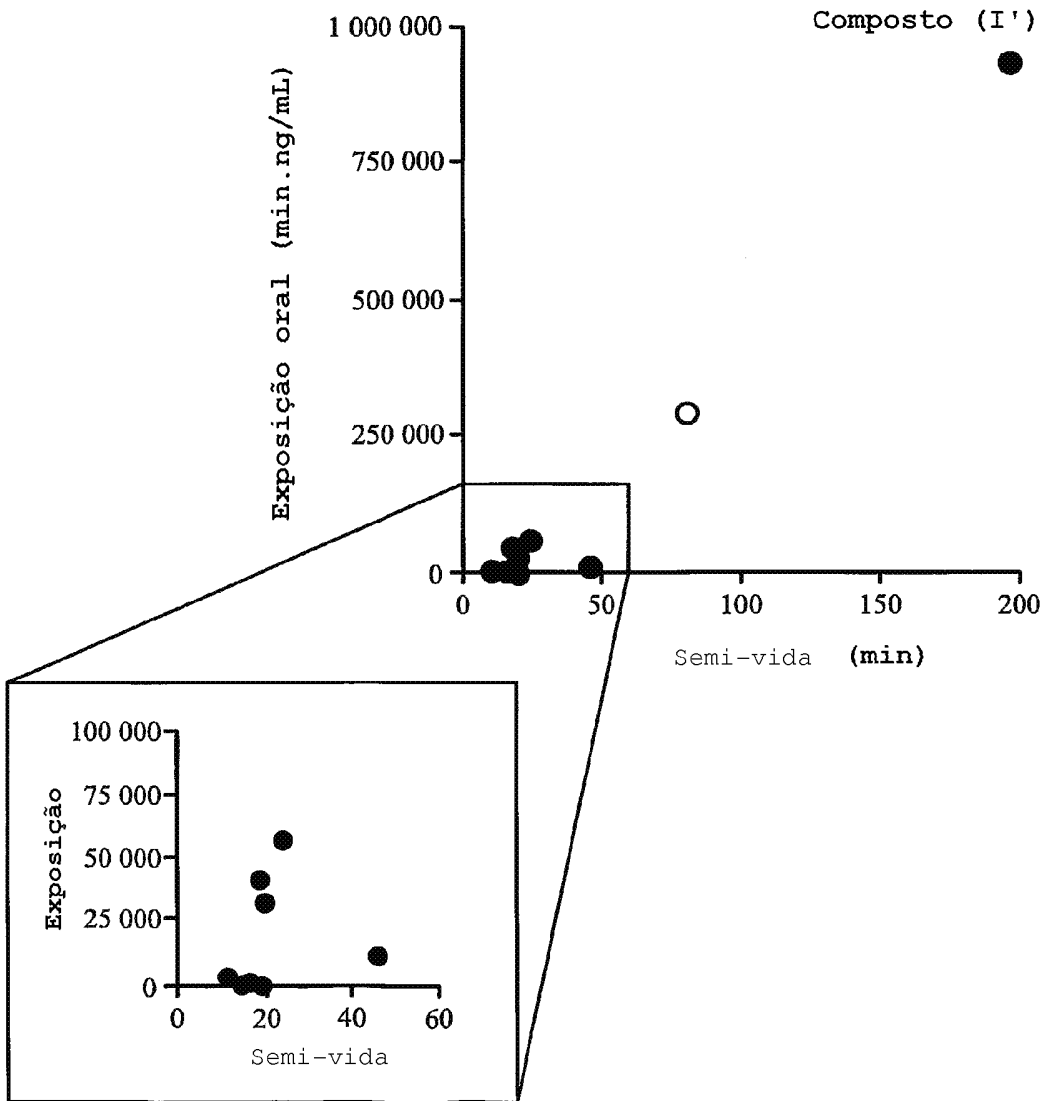 Composto (I')
Exposição oral (min.ng/mL)
1 000 000
750 000
500 000
250 000
0
0 50 100 150 200
Semi-vida (min)
Exposição
100 000
75 000
50 000
25 000
0
0 20 40 60
Semi-vida